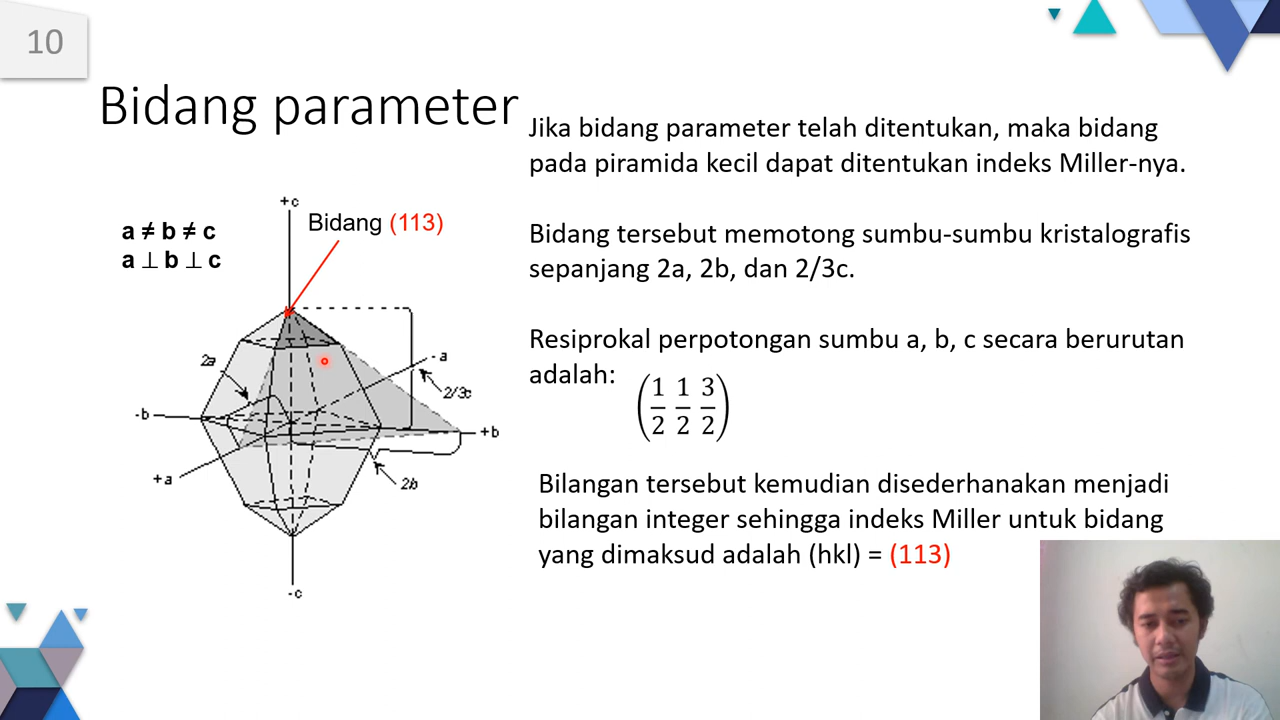 10
Bidang parameter
Jika bidang parameter telah ditentukan, maka bidang
pada piramida kecil dapat ditentukan indeks Miller-nya.
Bidang tersebut memotong sumbu-sumbu kristalografis
sepanjang 2a, 2b, dan 2/3c.
Resiprokal perpotongan sumbu a, b, c secara berurutan
adalah:
(1/2 1/2 3/2)
Bilangan tersebut kemudian disederhanakan menjadi
bilangan integer sehingga indeks Miller untuk bidang
yang dimaksud adalah (hkl) = (113)
a ≠ b ≠ c
a ⊥ b ⊥ c
+c
Bidang (113)
2a
-a
2/3c
-b
+b
+a
2b
-c